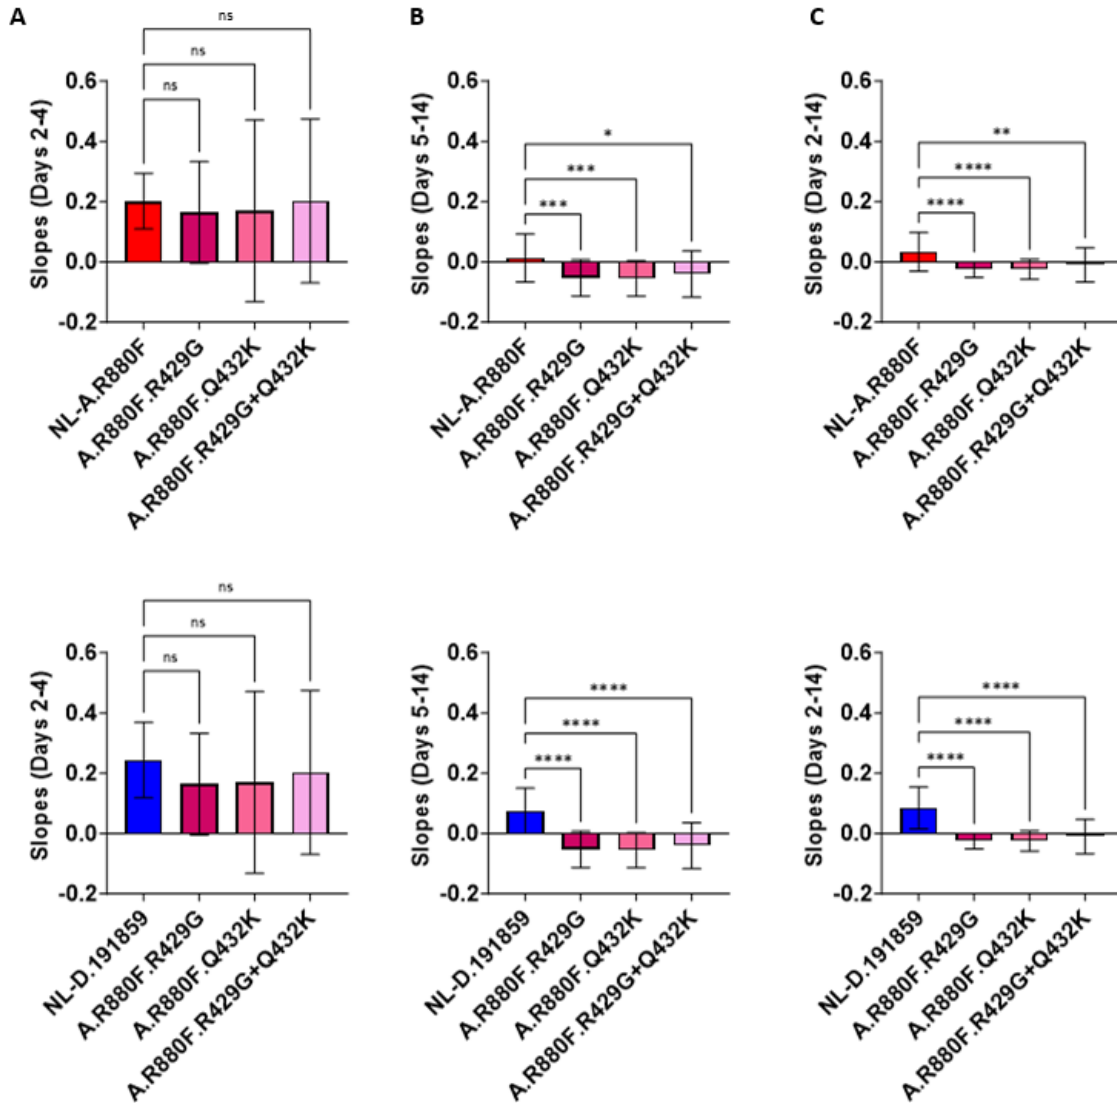 A
B
C
ns
ns
ns
Slopes (Days 2-4)
0.6
0.4
0.2
0.0
-0.2
NL-A.R880F
A.R880F.R429G
A.R880F.Q432K
A.R880F.R429G+Q432K
*
***
***
Slopes (Days 5-14)
0.6
0.4
0.2
0.0
-0.2
NL-A.R880F
A.R880F.R429G
A.R880F.Q432K
A.R880F.R429G+Q432K
**
****
****
Slopes (Days 2-14)
0.6
0.4
0.2
0.0
-0.2
NL-A.R880F
A.R880F.R429G
A.R880F.Q432K
A.R880F.R429G+Q432K
ns
ns
ns
Slopes (Days 2-4)
0.6
0.4
0.2
0.0
-0.2
NL-D.191859
A.R880F.R429G
A.R880F.Q432K
A.R880F.R429G+Q432K
****
****
****
Slopes (Days 5-14)
0.6
0.4
0.2
0.0
-0.2
NL-D.191859
A.R880F.R429G
A.R880F.Q432K
A.R880F.R429G+Q432K
****
****
****
Slopes (Days 2-14)
0.6
0.4
0.2
0.0
-0.2
NL-D.191859
A.R880F.R429G
A.R880F.Q432K
A.R880F.R429G+Q432K